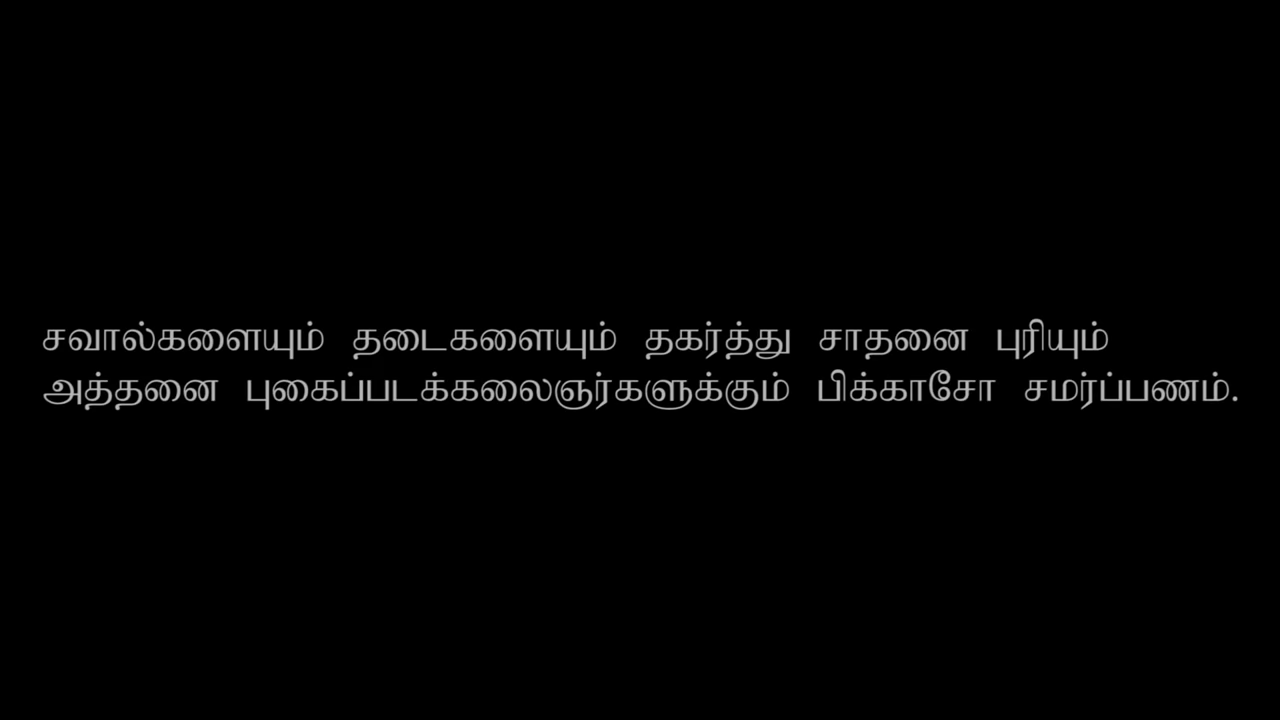 சவால்களையும் தடைகளையும் தகர்த்து சாதனை புரியும்
அத்தனை புகைப்படக்கலைஞர்களுக்கும் பிக்காசோ சமர்ப்பணம்.